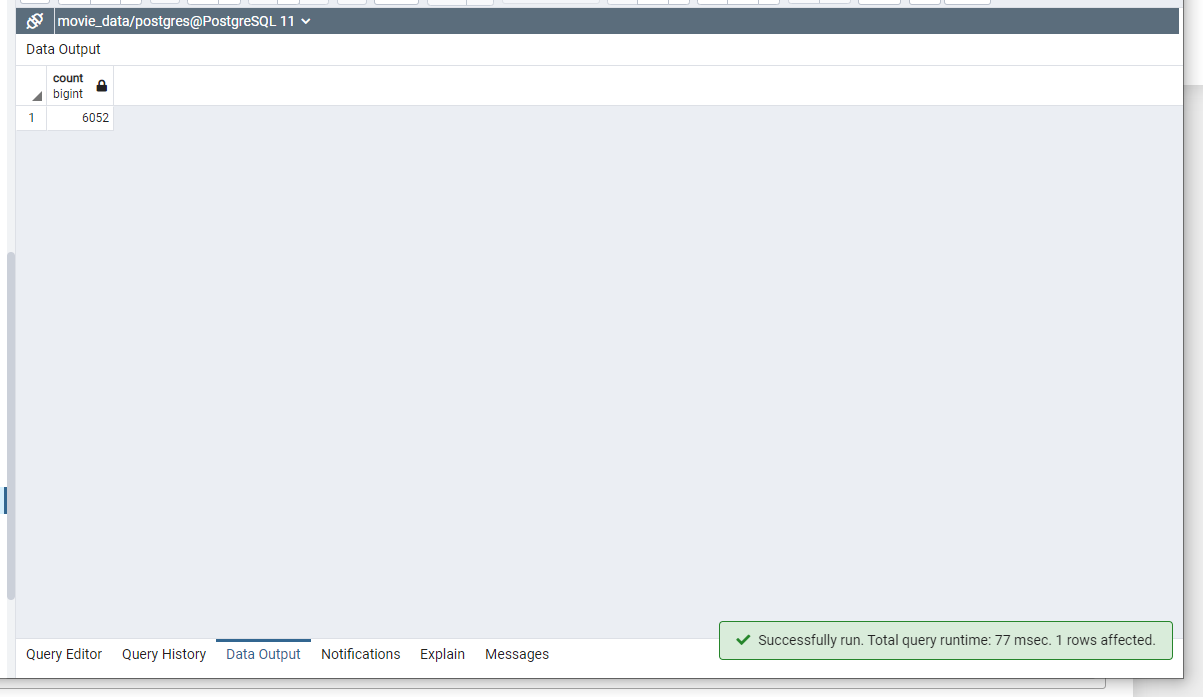 movie_data/postgres@PostgreSQL 11
Data Output
count
bigint
1 6052
Successfully run. Total query runtime: 77 msec. 1 rows affected.
Query Editor Query History Data Output Notifications Explain Messages